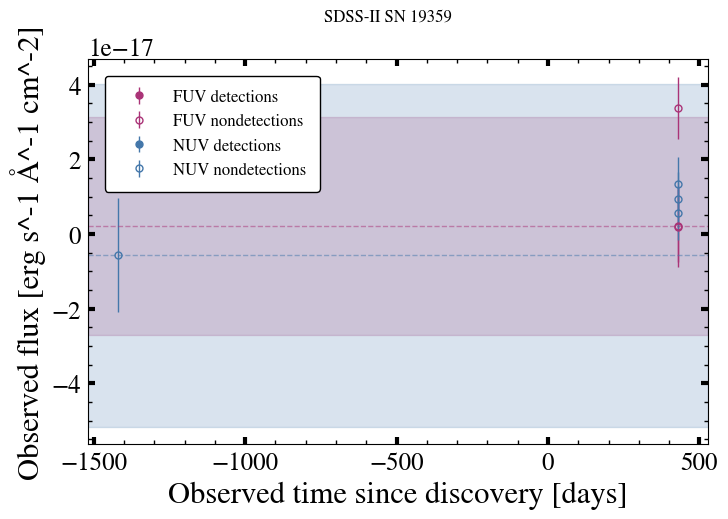 SDSS-II SN 19359
1e−17
Observed flux [erg s^-1 Å^-1 cm^-2]
4
2
0
−2
−4
FUV detections
FUV nondetections
NUV detections
NUV nondetections
−1500 −1000 −500 0 500
Observed time since discovery [days]